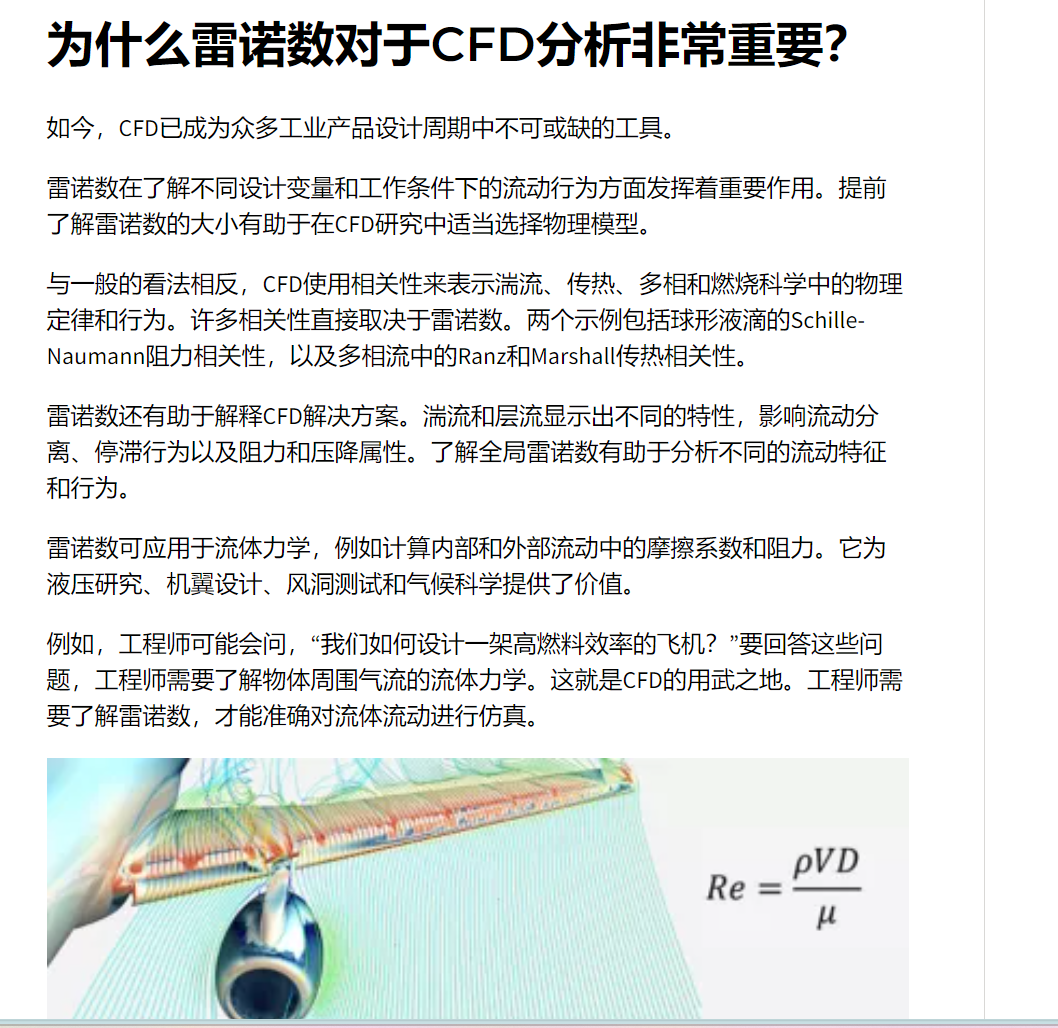 为什么雷诺数对于CFD分析非常重要?
如今，CFD已成为众多工业产品设计周期中不可或缺的工具。
雷诺数在了解不同设计变量和工作条件下的流动行为方面发挥着重要作用。提前
了解雷诺数的大小有助于在CFD研究中适当选择物理模型。
与一般的看法相反，CFD使用相关性来表示湍流、传热、多相和燃烧科学中的物理
定律和行为。许多相关性直接取决于雷诺数。两个示例包括球形液滴的Schille-
Naumann阻力相关性，以及多相流中的Ranz和Marshall传热相关性。
雷诺数还有助于解释CFD解决方案。湍流和层流显示出不同的特性，影响流动分
离、停滞行为以及阻力和压降属性。了解全局雷诺数有助于分析不同的流动特征
和行为。
雷诺数可应用于流体力学，例如计算内部和外部流动中的摩擦系数和阻力。它为
液压研究、机翼设计、风洞测试和气候科学提供了价值。
例如，工程师可能会问，“我们如何设计一架高燃料效率的飞机？”要回答这些问
题，工程师需要了解物体周围气流的流体力学。这就是CFD的用武之地。工程师需
要了解雷诺数，才能准确对流体流动进行仿真。
Re = ρVD / μ